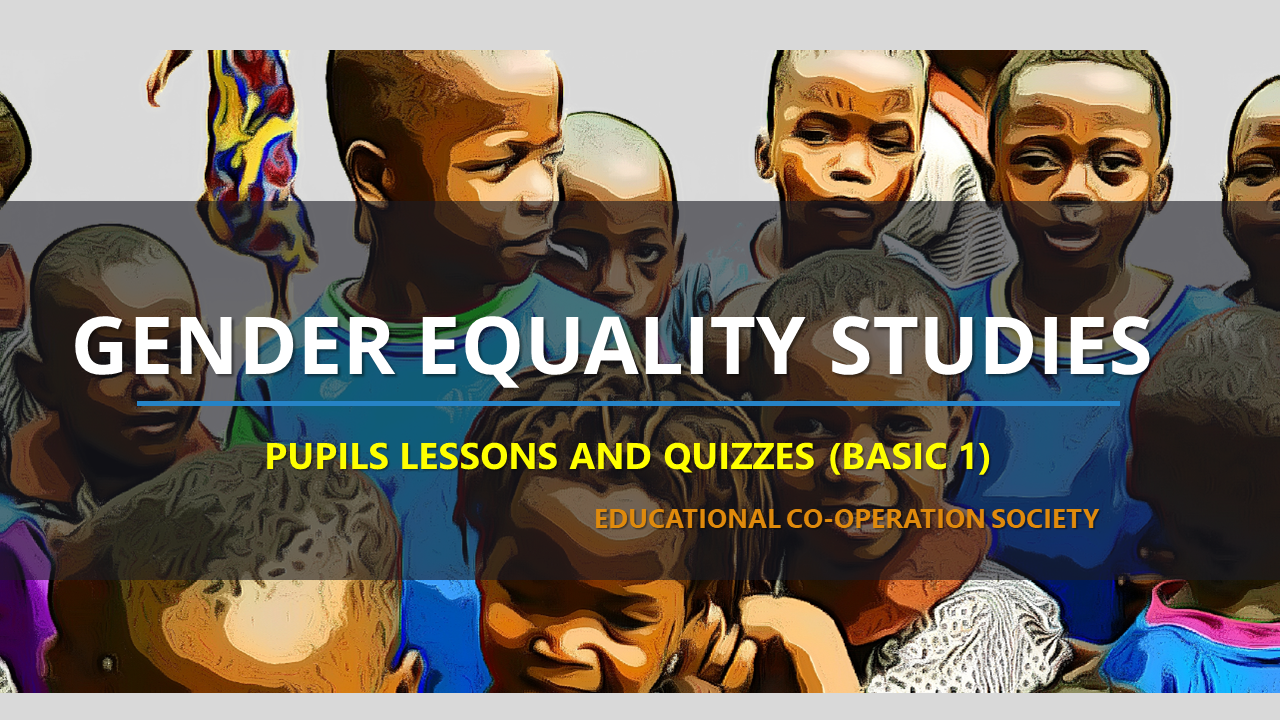 GENDER EQUALITY STUDIES
PUPILS LESSONS AND QUIZZES (BASIC 1)
EDUCATIONAL CO-OPERATION SOCIETY